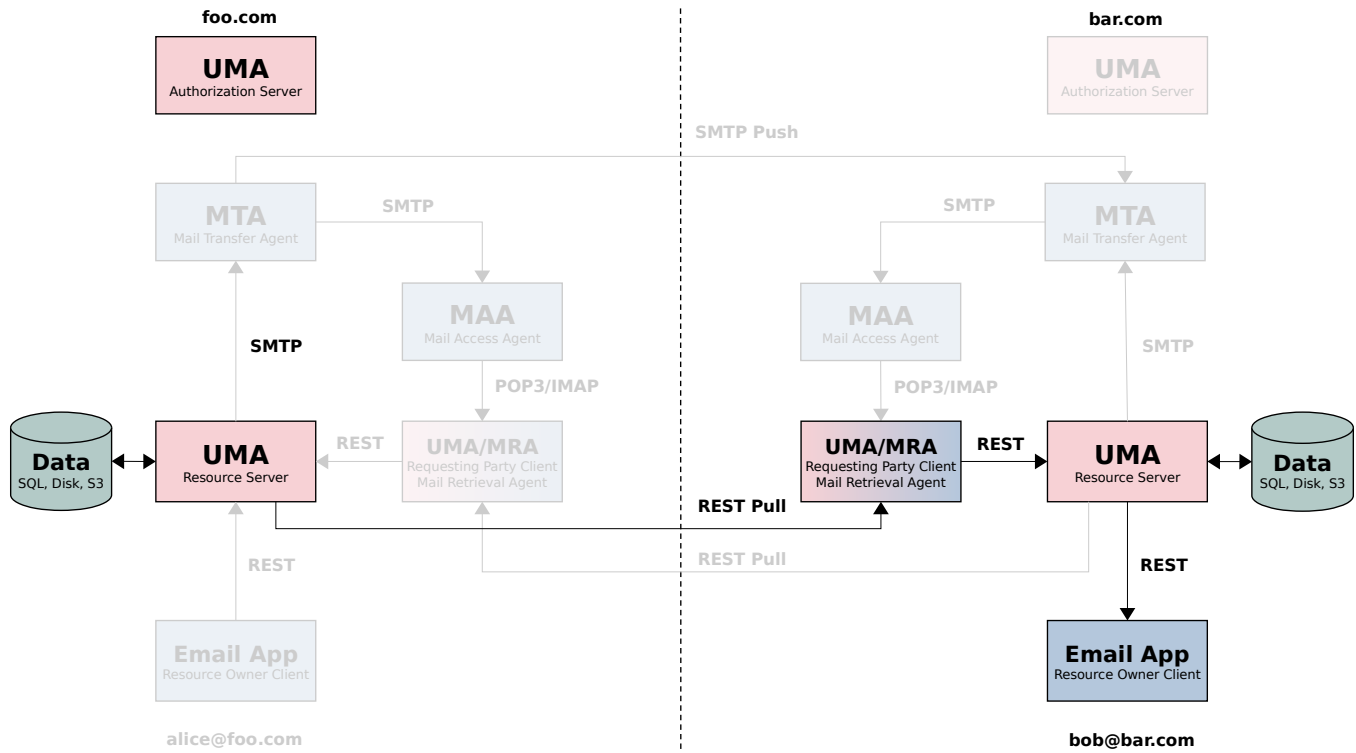 foo.com
bar.com
UMA
Authorization Server
UMA
Authorization Server
SMTP Push
MTA
Mail Transfer Agent
SMTP
SMTP
MTA
Mail Transfer Agent
MAA
Mail Access Agent
MAA
Mail Access Agent
SMTP
SMTP
POP3/IMAP
POP3/IMAP
Data
SQL, Disk, S3
UMA
Resource Server
REST
UMA/MRA
Requesting Party Client
Mail Retrieval Agent
UMA/MRA
Requesting Party Client
Mail Retrieval Agent
REST
UMA
Resource Server
Data
SQL, Disk, S3
REST Pull
REST Pull
REST
REST
Email App
Resource Owner Client
Email App
Resource Owner Client
alice@foo.com
bob@bar.com